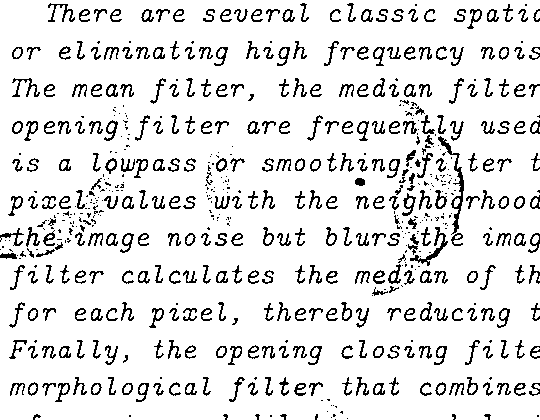 There are several classic spatia
or eliminating high frequency nois
The mean filter, the median filter
opening filter are frequently used
is a lowpass or smoothing filter t
pixel values with the neighborhood
the image noise but blurs the imag
filter calculates the median of th
for each pixel, thereby reducing t
Finally, the opening closing filte
morphological filter that combines